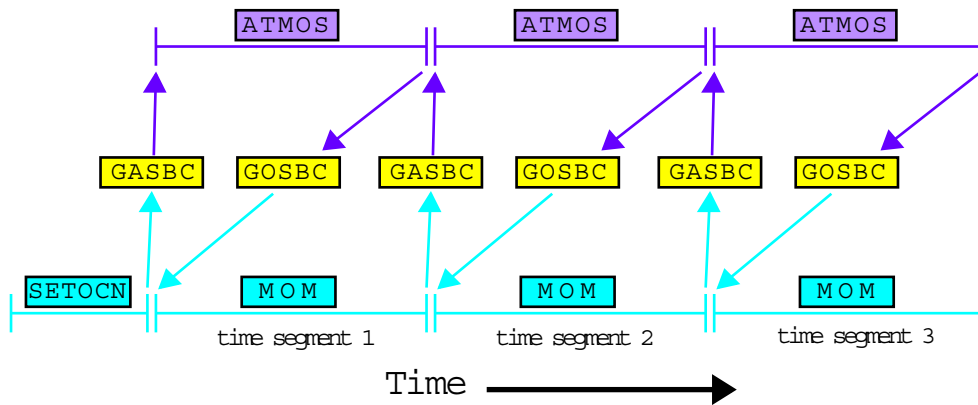 ATMOS ATMOS ATMOS
GASBC GOSBC GASBC GOSBC GASBC GOSBC
SETOCN MOM MOM MOM
time segment 1 time segment 2 time segment 3
Time